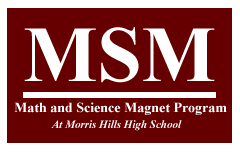 MSM
Math and Science Magnet Program
At Morris Hills High School